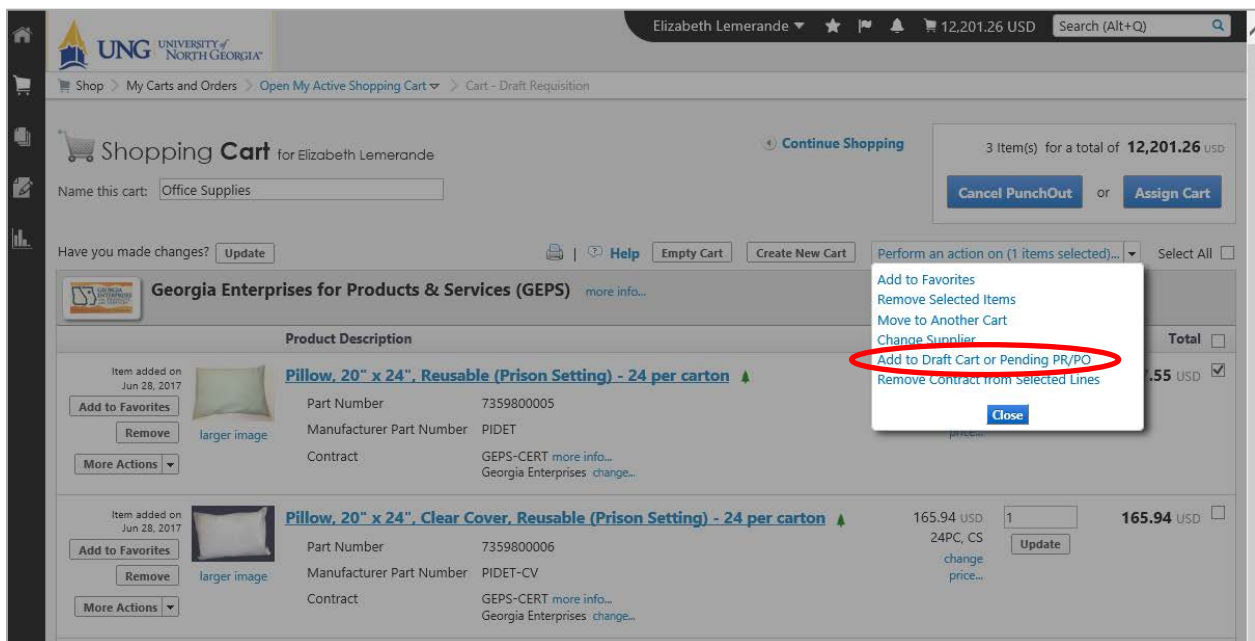 Elizabeth Lemerande 12,201.26 USD Search (Alt+Q)
UNG UNIVERSITY of NORTH GEORGIA
Shop > My Carts and Orders > Open My Active Shopping Cart > Cart - Draft Requisition
Shopping Cart for Elizabeth Lemerande
Continue Shopping
3 Item(s) for a total of 12,201.26 USD
Name this cart: Office Supplies
Cancel PunchOut or Assign Cart
Have you made changes? Update | ? Help Empty Cart Create New Cart Perform an action on (1 items selected)... Select All
Add to Favorites
Remove Selected Items
Move to Another Cart
Change Supplier
Add to Draft Cart or Pending PR/PO
Remove Contract from Selected Lines
Close
Georgia Enterprises for Products & Services (GEPS) more info...
Product Description Total
Item added on
Jun 28, 2017
Add to Favorites
Remove
More Actions
larger image
Pillow, 20" x 24", Reusable (Prison Setting) - 24 per carton
.55 USD
Part Number 7359800005
Manufacturer Part Number PIDET
price...
Contract GEPS-CERT more info...
Georgia Enterprises change...
Item added on
Jun 28, 2017
Add to Favorites
Remove
More Actions
larger image
Pillow, 20" x 24", Clear Cover, Reusable (Prison Setting) - 24 per carton
165.94 USD 1 165.94 USD
24PC, CS Update
change
price...
Part Number 7359800006
Manufacturer Part Number PIDET-CV
Contract GEPS-CERT more info...
Georgia Enterprises change...